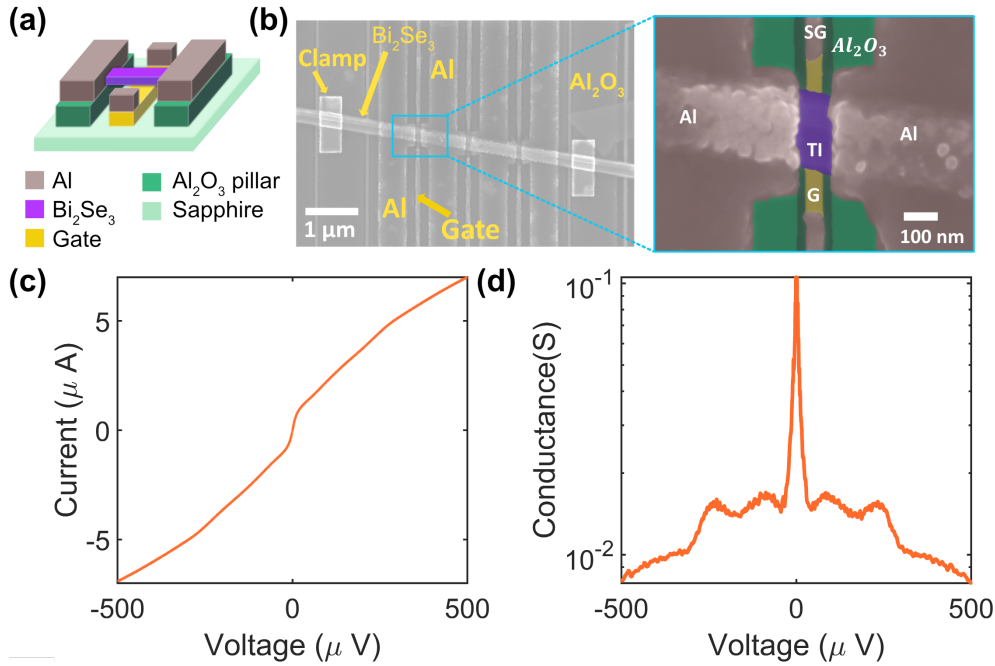 (a)
Al
Bi₂Se₃
Gate
Al₂O₃ pillar
Sapphire
(b)
Clamp
Bi₂Se₃
Al
Al₂O₃
1 μm
Al
Gate
SG
Al₂O₃
Al
TI
Al
G
100 nm
(c)
Current (μ A)
5
0
-5
-500
0
500
Voltage (μ V)
(d)
Conductance(S)
10⁻¹
10⁻²
-500
0
500
Voltage (μ V)